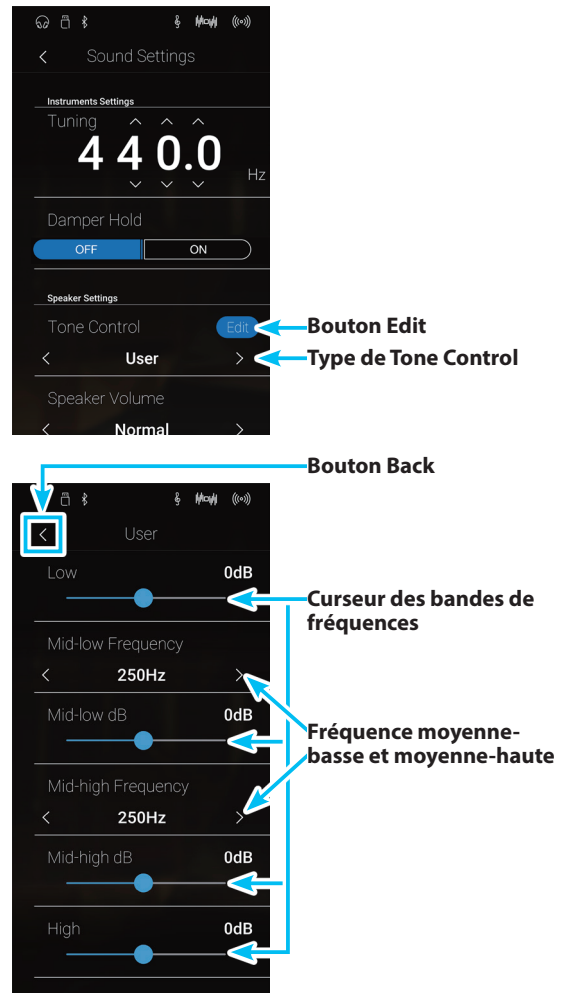 Sound Settings
Instruments Settings
Tuning
440.0
Hz
Damper Hold
OFF
ON
Speaker Settings
Tone Control
Edit
Bouton Edit
User
Type de Tone Control
Speaker Volume
Normal
Bouton Back
User
Low
0dB
Curseur des bandes de
fréquences
Mid-low Frequency
250Hz
Mid-low dB
0dB
Fréquence moyenne-
basse et moyenne-haute
Mid-high Frequency
250Hz
Mid-high dB
0dB
High
0dB